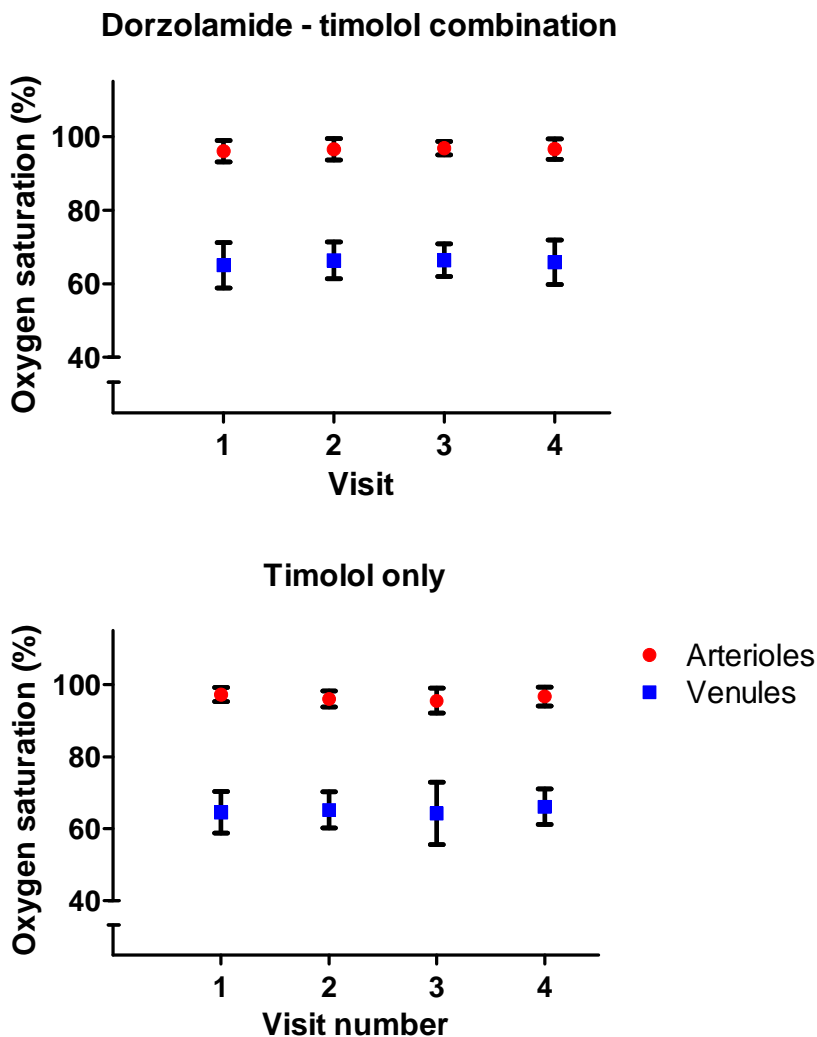 Dorzolamide - timolol combination
Oxygen saturation (%)
100
80
60
40
1 2 3 4
Visit
Timolol only
Oxygen saturation (%)
100
80
60
40
1 2 3 4
Visit number
Arterioles
Venules